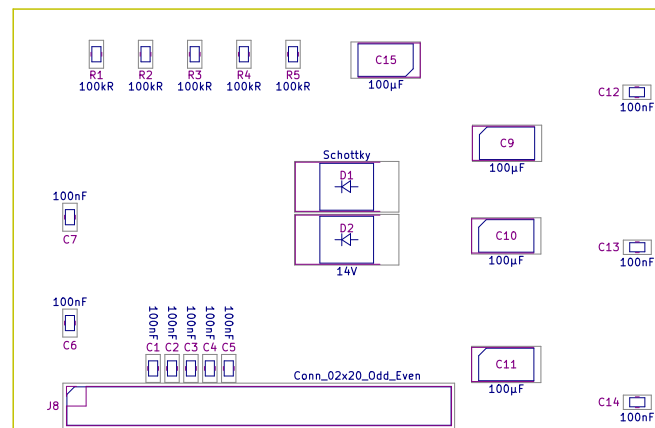 C15
R1 R2 R3 R4 R5
100kR 100kR 100kR 100kR 100kR
100µF
C12
100nF
C9
100µF
Schottky
D1
100nF
C7
D2
14V
C10
100µF
C13
100nF
100nF
C6
100nF 100nF 100nF 100nF 100nF
C1 C2 C3 C4 C5
C11
100µF
Conn_02x20_Odd_Even
J8
C14
100nF